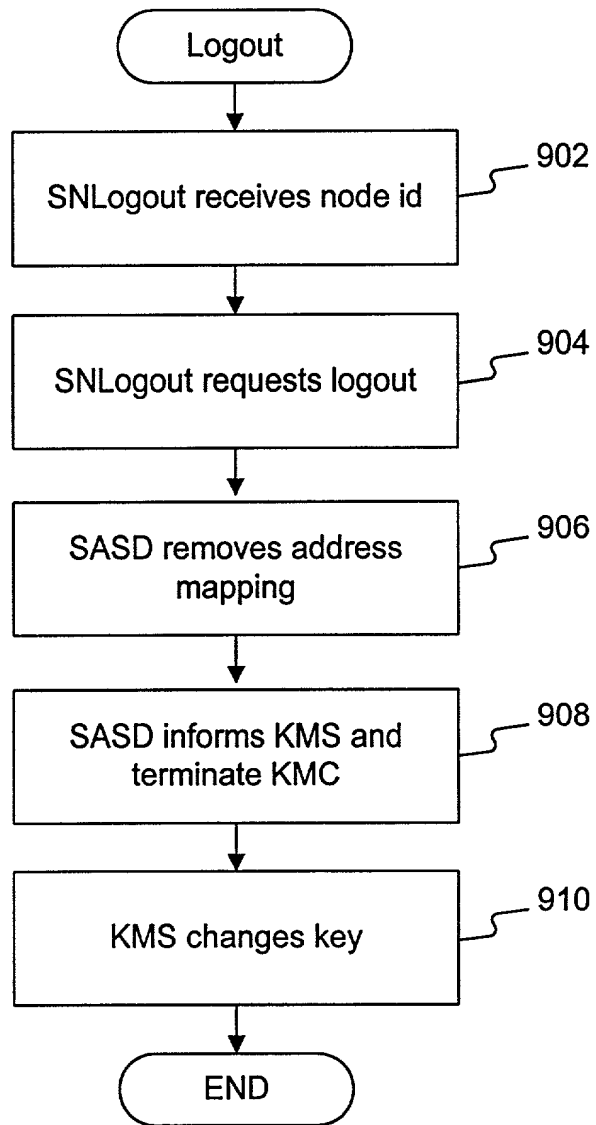 Logout
SNLogout receives node id
902
SNLogout requests logout
904
SASD removes address
mapping
906
SASD informs KMS and
terminate KMC
908
KMS changes key
910
END